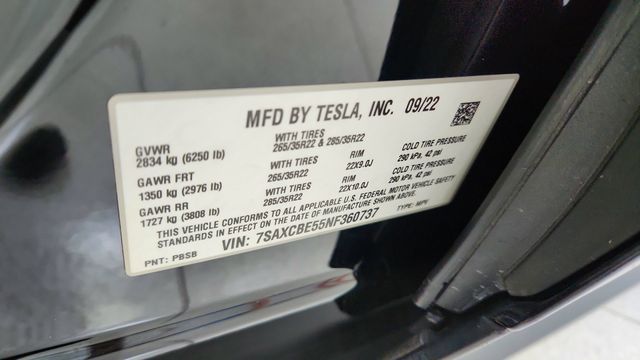 MFD BY TESLA, INC. 09/22
GVWR
2834 kg (6250 lb)
WITH TIRES
265/35R22 & 285/35R22
GAWR FRT
1350 kg (2976 lb)
WITH TIRES
265/35R22
RIM
22X9.0J
COLD TIRE PRESSURE
290 kPa, 42 psi
GAWR RR
1727 kg (3808 lb)
WITH TIRES
285/35R22
RIM
22X10.0J
COLD TIRE PRESSURE
290 kPa, 42 psi
THIS VEHICLE CONFORMS TO ALL APPLICABLE U.S. FEDERAL MOTOR VEHICLE SAFETY
STANDARDS IN EFFECT ON THE DATE OF MANUFACTURE SHOWN ABOVE.
VIN: 7SAXCBE55NF360737
TYPE: MPV
PNT: PBSB